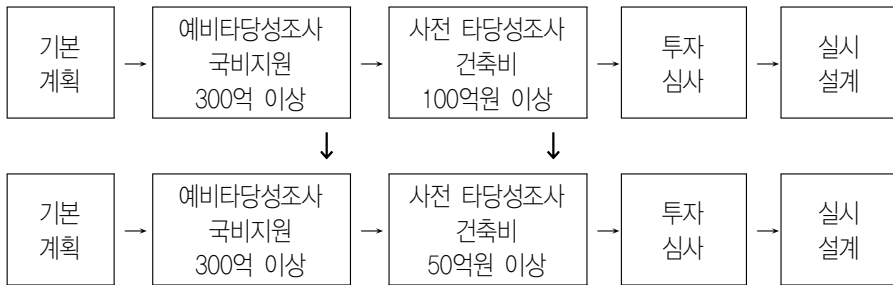 기본
계획
→
예비타당성조사
국비지원
300억 이상
→
사전 타당성조사
건축비
100억원 이상
→
투자
심사
→
실시
설계
↓
↓
기본
계획
→
예비타당성조사
국비지원
300억 이상
→
사전 타당성조사
건축비
50억원 이상
→
투자
심사
→
실시
설계